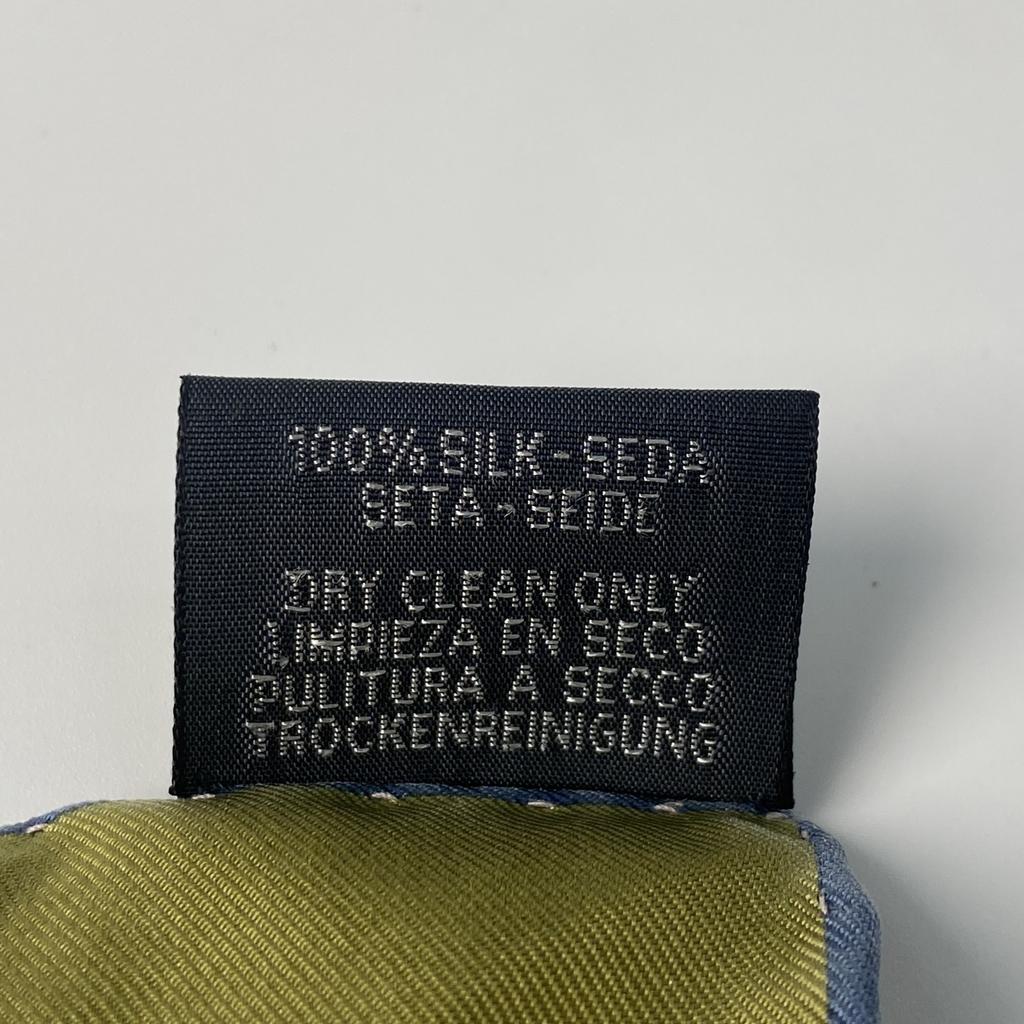 100% SILK - SEDA
SETA - SEIDE
DRY CLEAN ONLY
LIMPIEZA EN SECO
PULITURA A SECCO
TROCKENREINIGUNG